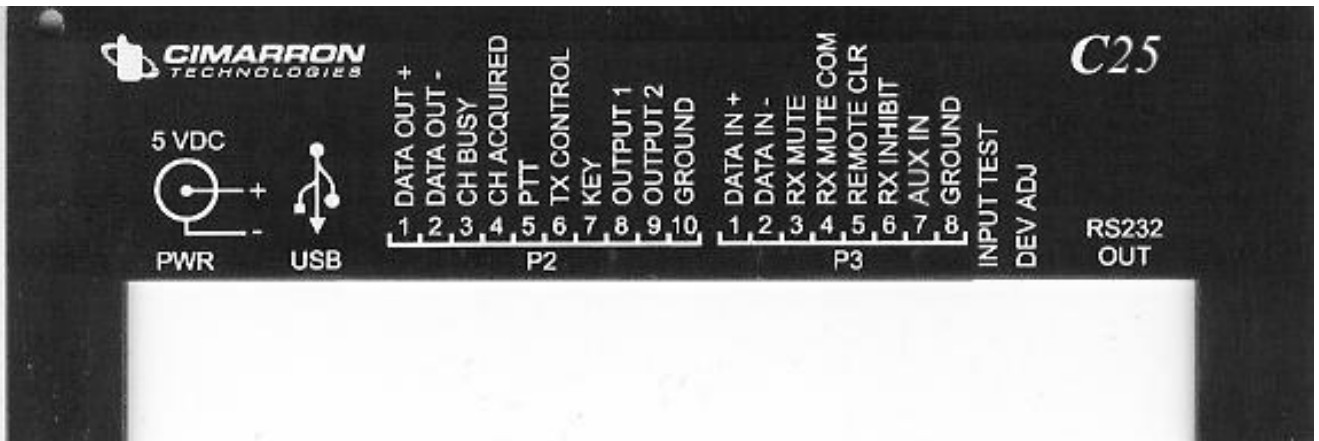 CIMARRON
TECHNOLOGIES
C25
5 VDC
+
-
PWR
USB
DATA OUT +
DATA OUT -
CH BUSY
CH ACQUIRED
PTT
TX CONTROL
KEY
OUTPUT 1
OUTPUT 2
GROUND
1 2 3 4 5 6 7 8 9 10
P2
DATA IN +
DATA IN -
RX MUTE
RX MUTE COM
REMOTE CLR
RX INHIBIT
AUX IN
GROUND
1 2 3 4 5 6 7 8
P3
INPUT TEST
DEV ADJ
RS232
OUT